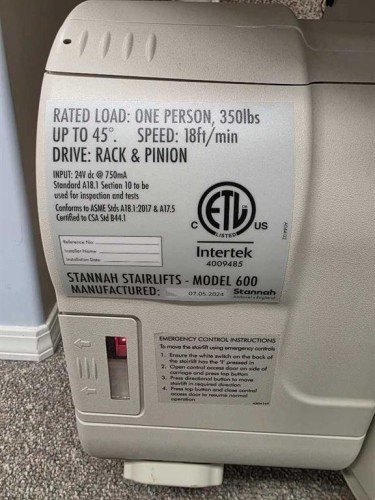 RATED LOAD: ONE PERSON, 350lbs
UP TO 45°. SPEED: 18ft/min
DRIVE: RACK & PINION
INPUT: 24V dc @ 750mA
Standard A18.1 Section 10 to be
used for inspection and tests
Conforms to ASME Stds A18.1:2017 & A17.5
Certified to CSA Std B44.1
ETL
LISTED
C US
Intertek
4009485
Reference No:
Installer Name:
Installation Date:
STANNAH STAIRLIFTS - MODEL 600
MANUFACTURED: 07.05.2024 Stannah
Made in England
EMERGENCY CONTROL INSTRUCTIONS
To move the stairlift using emergency controls
1. Ensure the white switch on the back of
the stairlift has the 'I' pressed in
2. Open control access door on side of
carriage and press top button
3. Press directional button to move
stairlift in required direction
4. Press top button and close control
access door to resume normal
operation